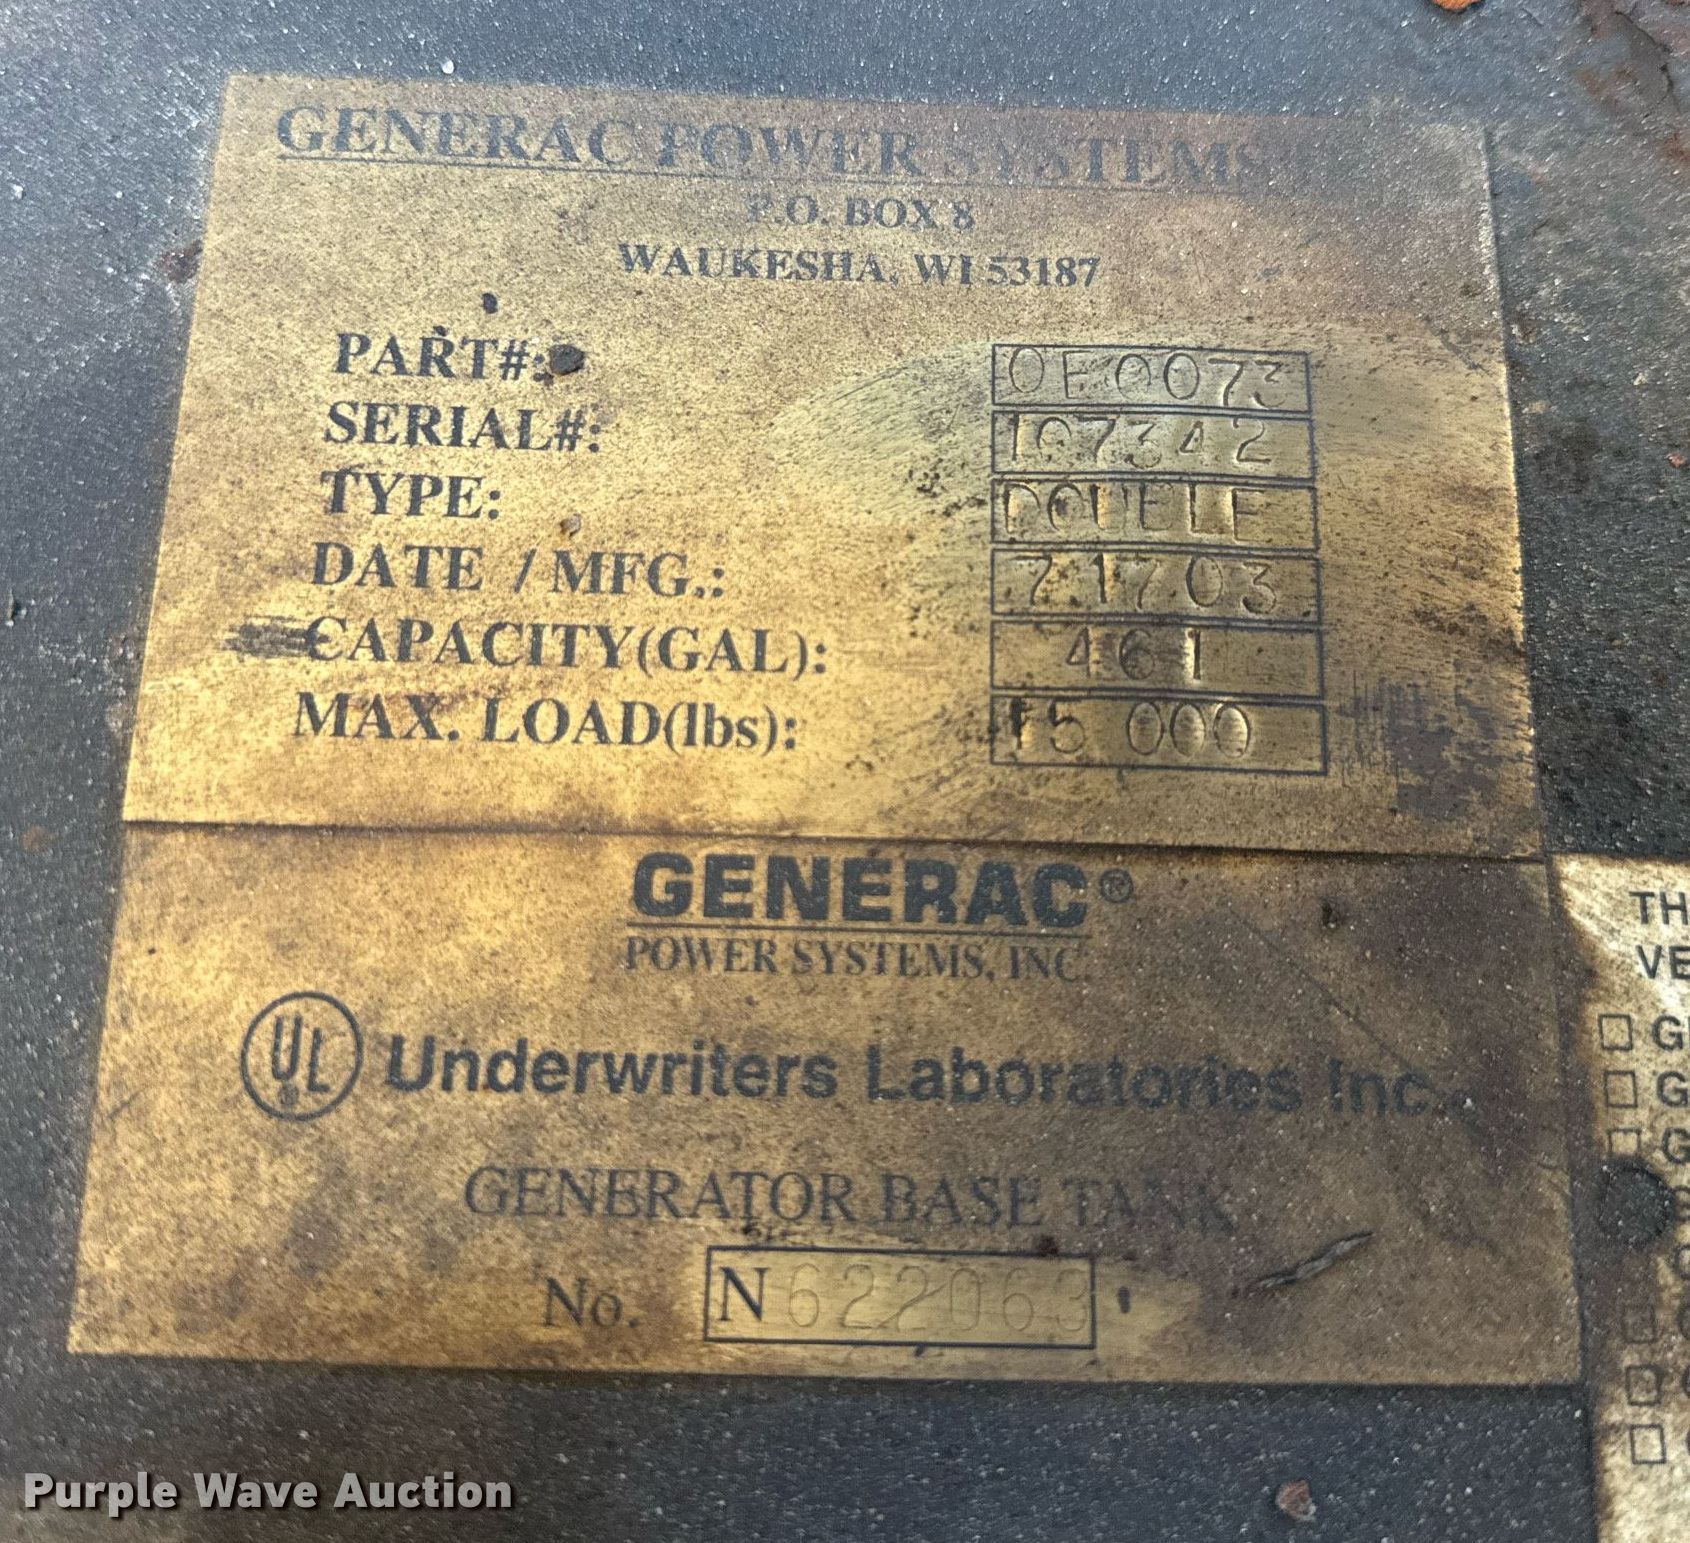 GENERAC POWER SYSTEMS
P.O. BOX 8
WAUKESHA, WI 53187
PART#: 0E0073
SERIAL#: 107342
TYPE: DOUBLE
DATE / MFG.: 71703
CAPACITY(GAL): 461
MAX. LOAD(lbs): 15 000
GENERAC®
POWER SYSTEMS, INC.
UL ® Underwriters Laboratories Inc.
GENERATOR BASE TANK
No. N622063
TH
VE
Purple Wave Auction